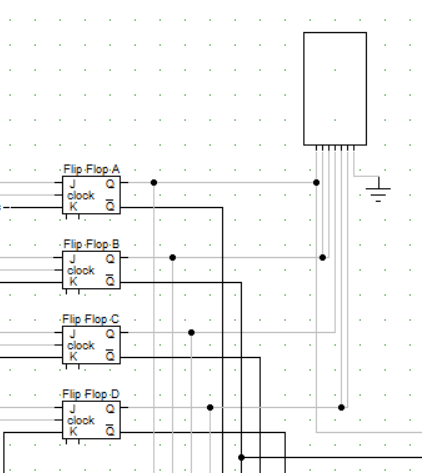 Flip Flop A
J Q
clock
K Q̅
Flip Flop B
J Q
clock
K Q̅
Flip Flop C
J Q
clock
K Q̅
Flip Flop D
J Q
clock
K Q̅